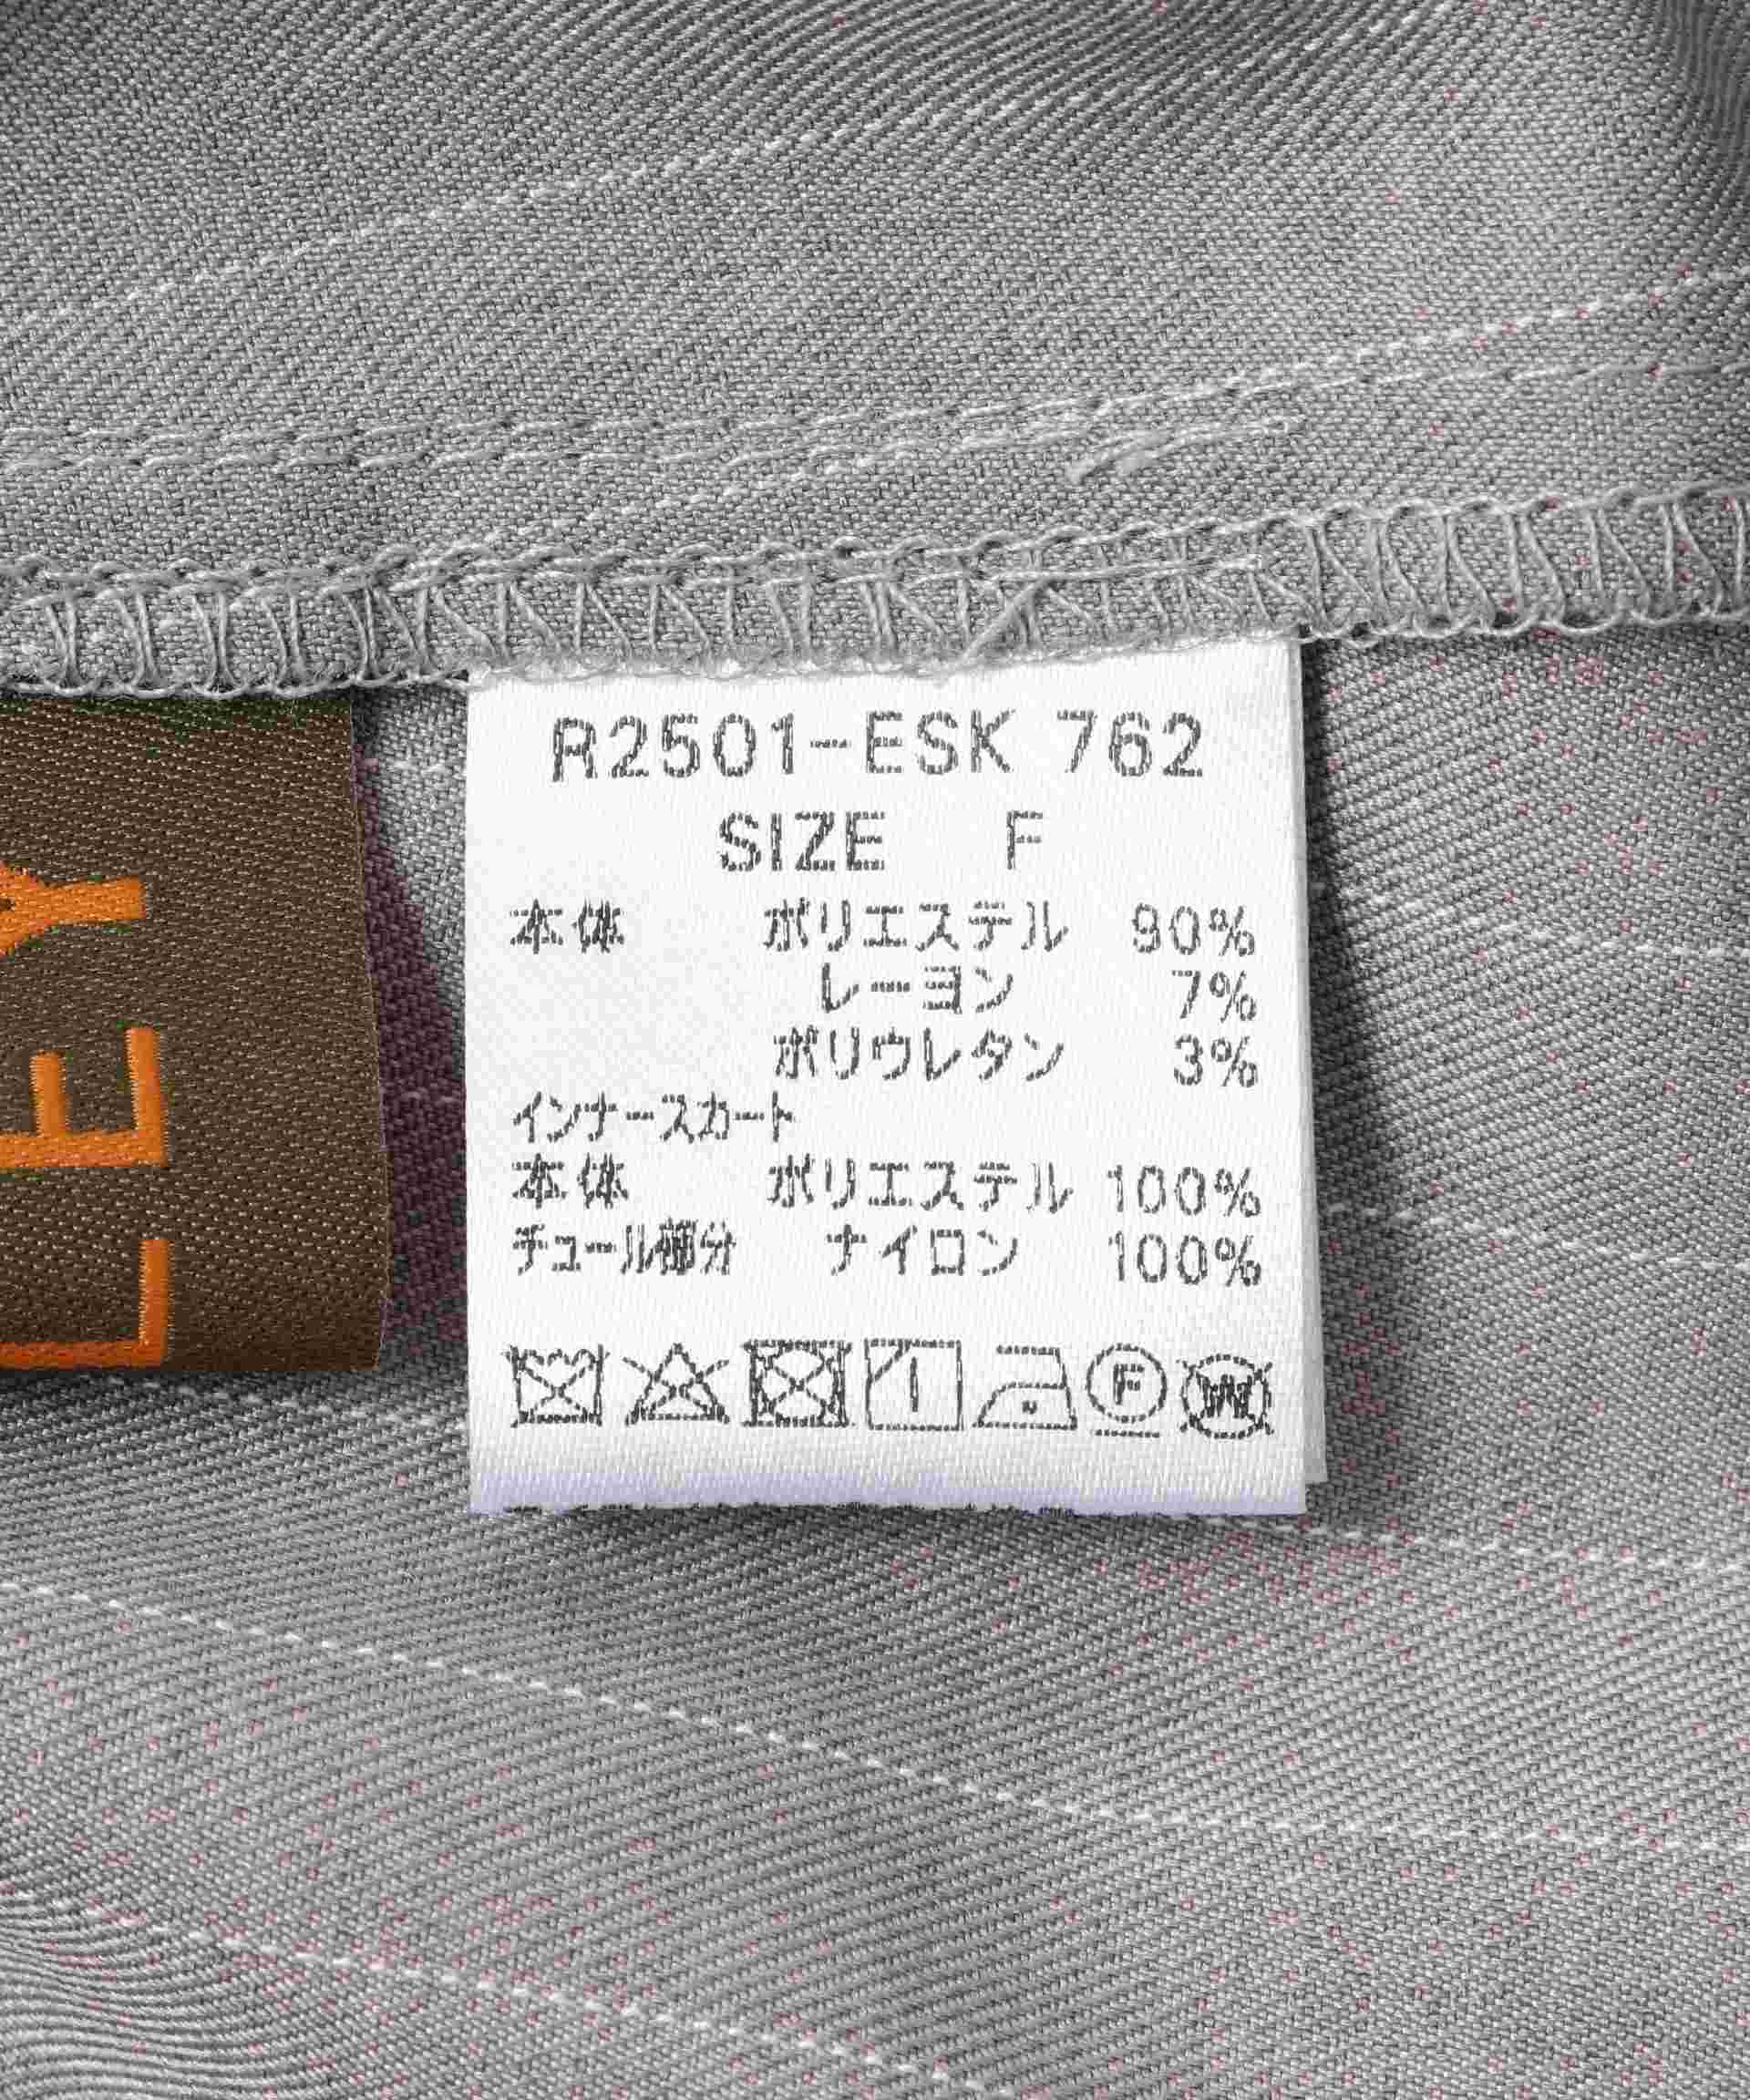 R2501-ESK 762
SIZE F
本体 ポリエステル 90%
レーヨン 7%
ポリウレタン 3%
インナースカート
本体 ポリエステル 100%
チュール部分 ナイロン 100%
F W
LEY